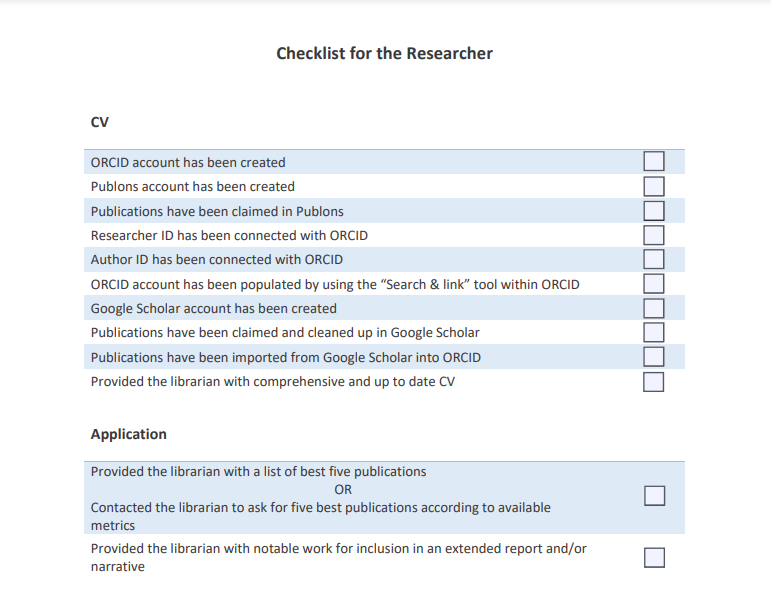 Checklist for the Researcher
CV
ORCID account has been created
Publons account has been created
Publications have been claimed in Publons
Researcher ID has been connected with ORCID
Author ID has been connected with ORCID
ORCID account has been populated by using the “Search & link” tool within ORCID
Google Scholar account has been created
Publications have been claimed and cleaned up in Google Scholar
Publications have been imported from Google Scholar into ORCID
Provided the librarian with comprehensive and up to date CV
Application
Provided the librarian with a list of best five publications
OR
Contacted the librarian to ask for five best publications according to available
metrics
Provided the librarian with notable work for inclusion in an extended report and/or
narrative